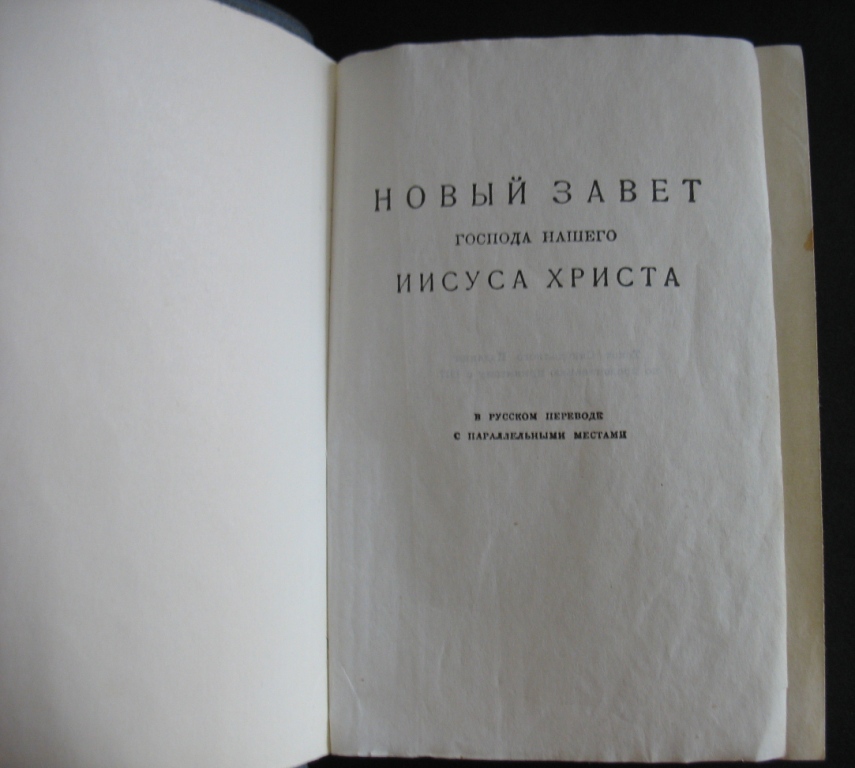 НОВЫЙ ЗАВЕТ
ГОСПОДА НАШЕГО
ИИСУСА ХРИСТА
В РУССКОМ ПЕРЕВОДЕ
С ПАРАЛЛЕЛЬНЫМИ МЕСТАМИ